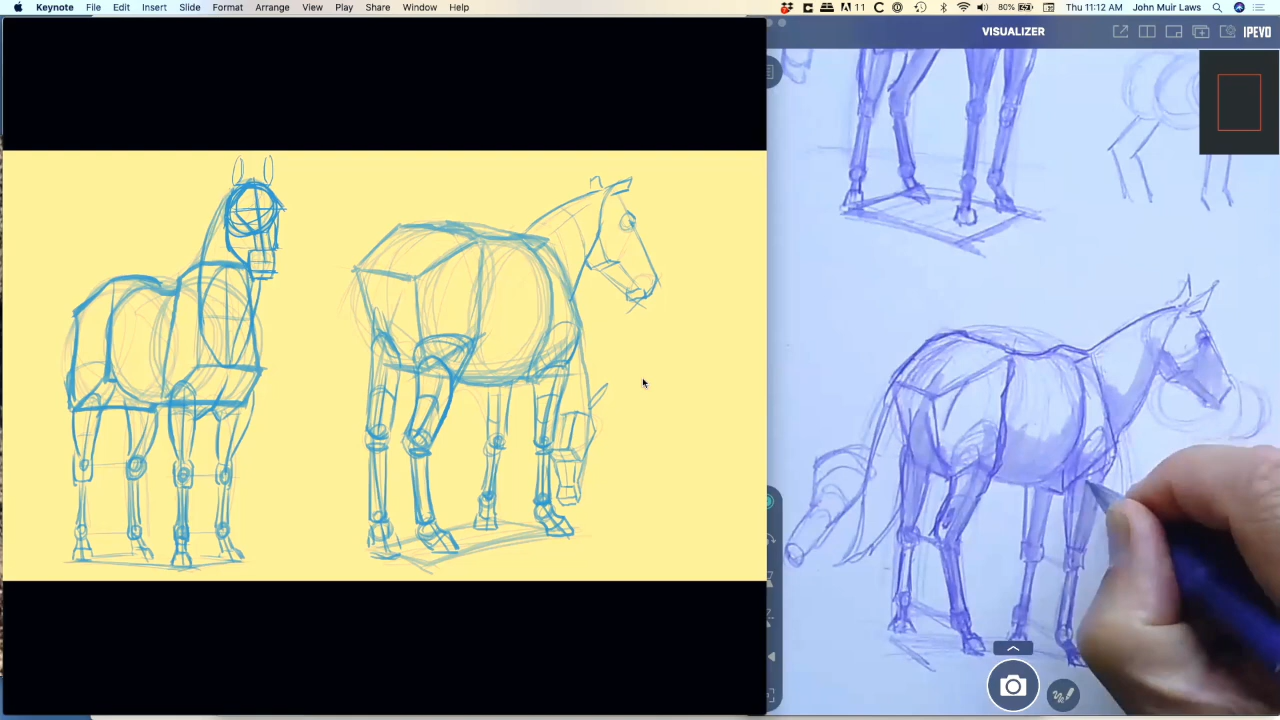 Keynote File Edit Insert Slide Format Arrange View Play Share Window Help 11 80% Thu 11:12 AM John Muir Laws
VISUALIZER IPEVO